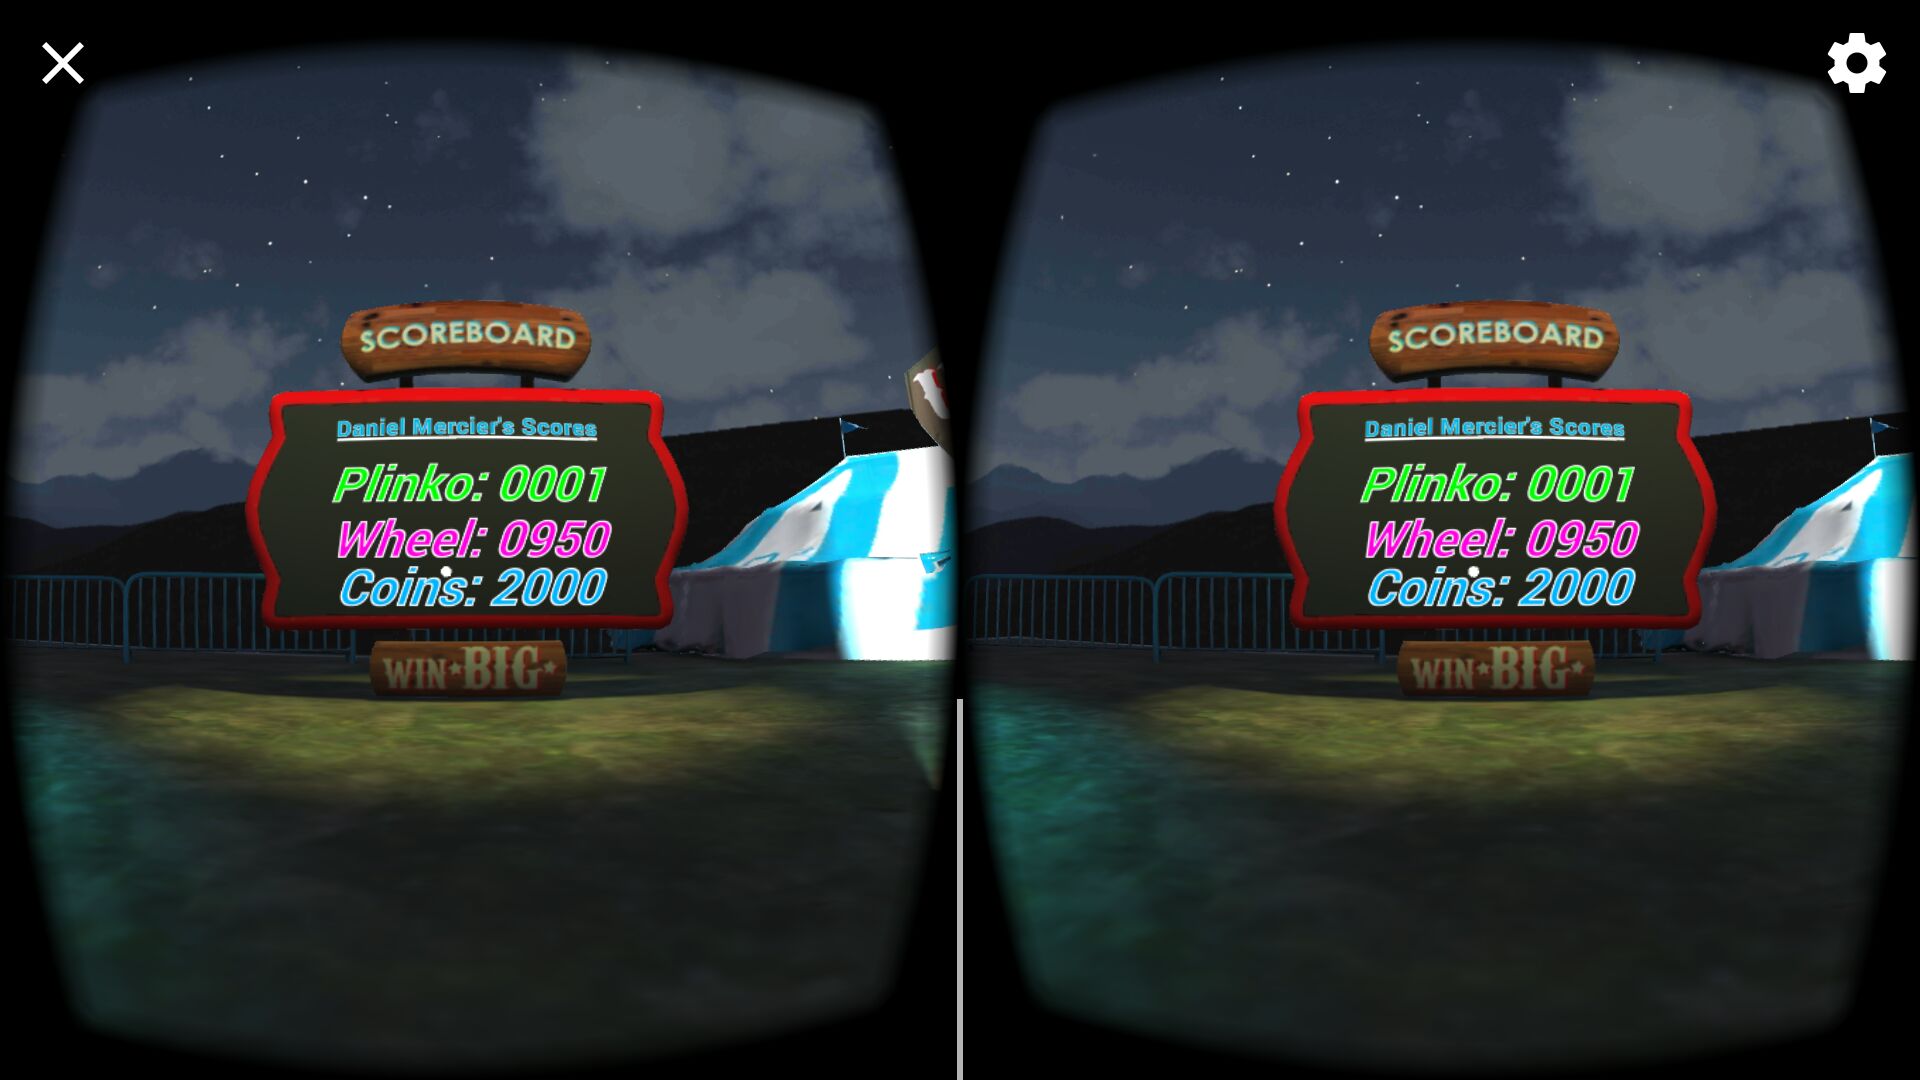 SCOREBOARD
Daniel Mercier's Scores
Plinko: 0001
Wheel: 0950
Coins: 2000
WIN★BIG★
SCOREBOARD
Daniel Mercier's Scores
Plinko: 0001
Wheel: 0950
Coins: 2000
WIN★BIG★